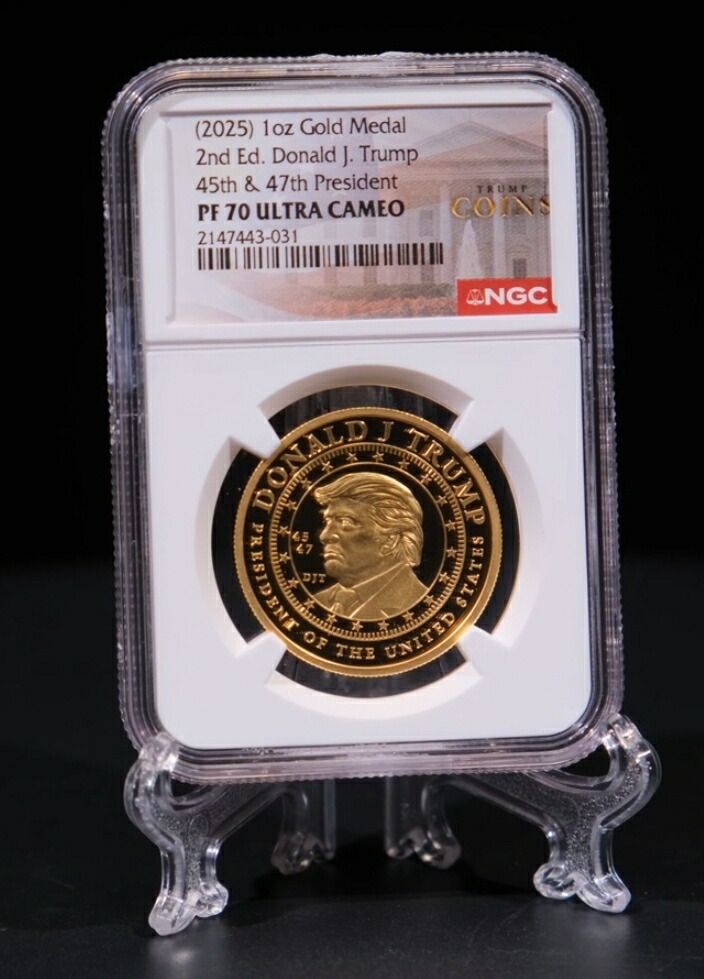 (2025) 1oz Gold Medal
2nd Ed. Donald J. Trump
45th & 47th President
PF 70 ULTRA CAMEO
2147443-031
TRUMP
COINS
NGC
DONALD J TRUMP
45
47
DJT
PRESIDENT OF THE UNITED STATES